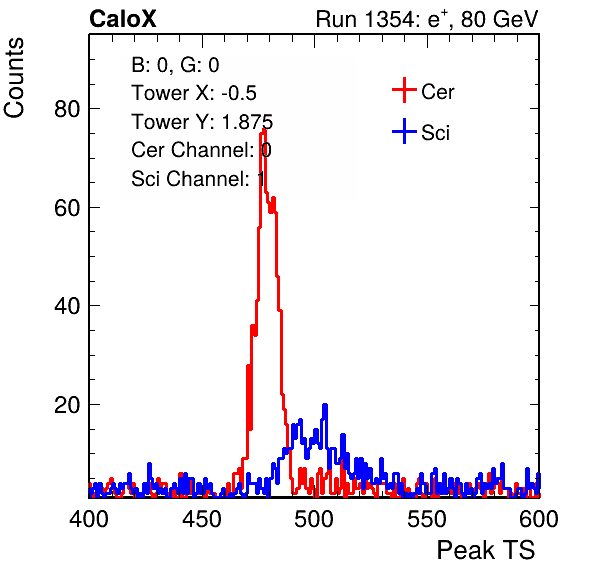 CaloX Run 1354: e⁺, 80 GeV
Counts
B: 0, G: 0
Tower X: -0.5
Tower Y: 1.875
Cer Channel: 0
Sci Channel: 1
Cer
Sci
80
60
40
20
400 450 500 550 600
Peak TS